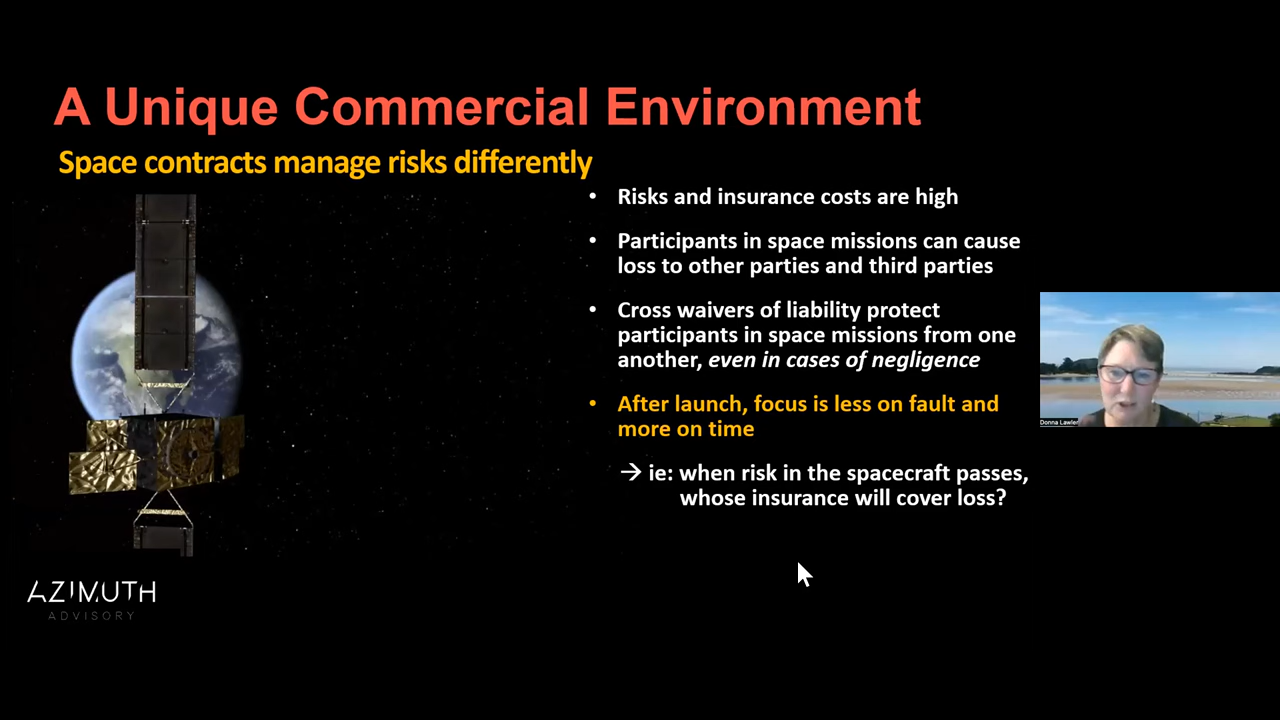 A Unique Commercial Environment
Space contracts manage risks differently
• Risks and insurance costs are high
• Participants in space missions can cause
loss to other parties and third parties
• Cross waivers of liability protect
participants in space missions from one
another, even in cases of negligence
• After launch, focus is less on fault and
more on time
→ ie: when risk in the spacecraft passes,
whose insurance will cover loss?
Donna Lawler
AZIMUTH
ADVISORY